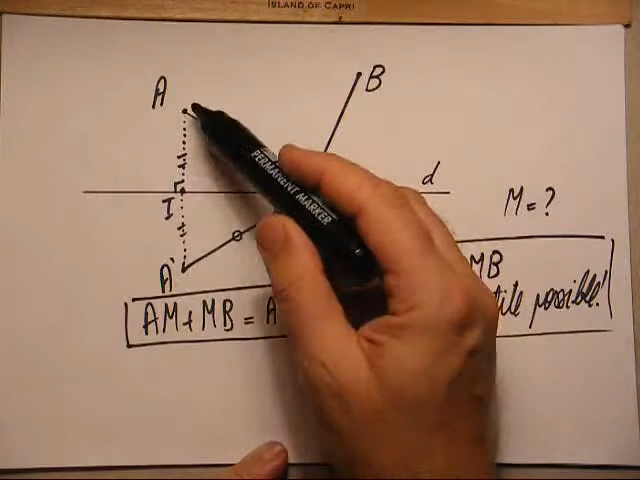 ISLAND OF CAPRI
A
B
PERMANENT MARKER
d
I
M = ?
A'
MB
AM + MB = A
possible!